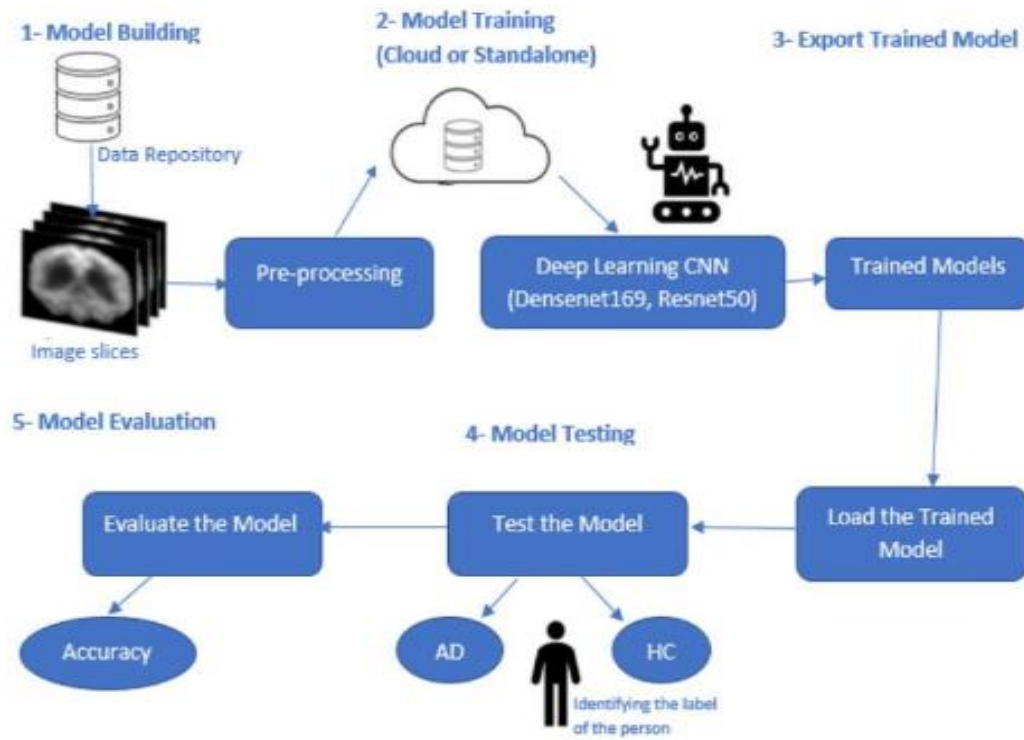 1- Model Building
2- Model Training
(Cloud or Standalone)
3- Export Trained Model
Data Repository
Pre-processing
Deep Learning CNN
(Densenet169, Resnet50)
Trained Models
Image slices
5- Model Evaluation
4- Model Testing
Evaluate the Model
Test the Model
Load the Trained
Model
Accuracy
AD
HC
Identifying the label
of the person